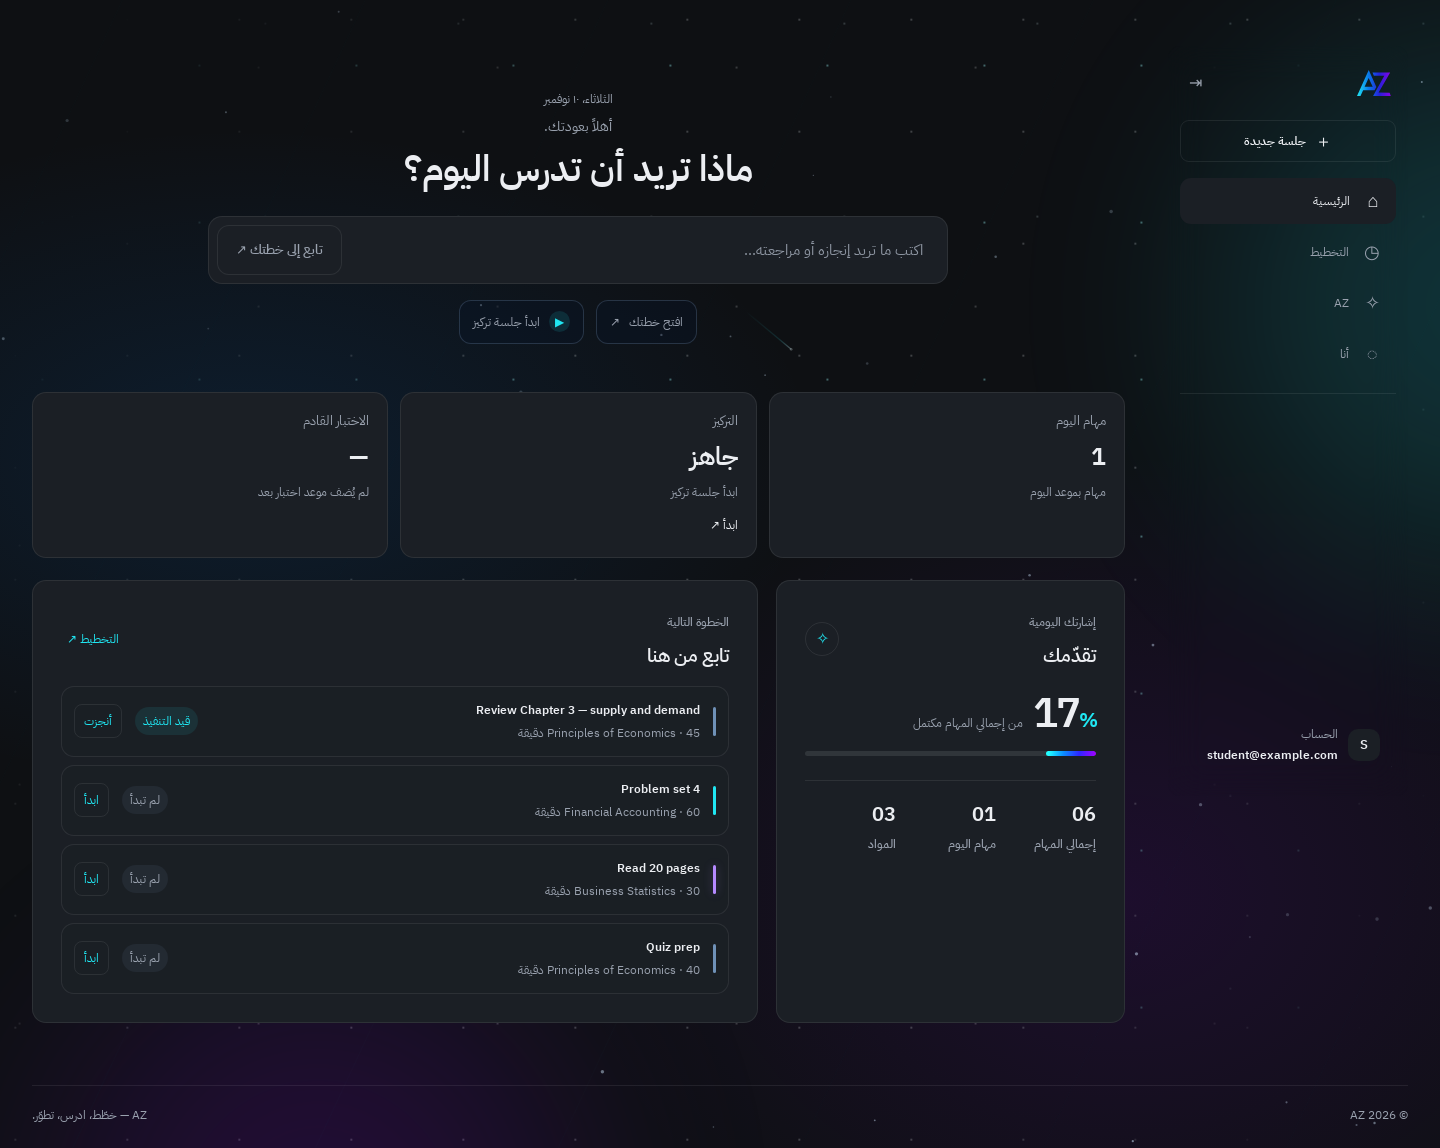 AZ
جلسة جديدة
الرئيسية
التخطيط
AZ
أنا
الحساب
student@example.com
S
الثلاثاء، ١٠ نوفمبر
أهلاً بعودتك.
ماذا تريد أن تدرس اليوم؟
اكتب ما تريد إنجازه أو مراجعته...
تابع إلى خطتك ↗
افتح خطتك ↗
ابدأ جلسة تركيز
مهام اليوم
1
مهام بموعد اليوم
التركيز
جاهز
ابدأ جلسة تركيز
ابدأ ↗
الاختبار القادم
—
لم يُضف موعد اختبار بعد
إشارتك اليومية
تقدّمك
17%
من إجمالي المهام مكتمل
06
إجمالي المهام
01
مهام اليوم
03
المواد
الخطوة التالية
تابع من هنا
التخطيط ↗
Review Chapter 3 — supply and demand
Principles of Economics · 45 دقيقة
قيد التنفيذ
أنجزت
Problem set 4
Financial Accounting · 60 دقيقة
لم تبدأ
ابدأ
Read 20 pages
Business Statistics · 30 دقيقة
لم تبدأ
ابدأ
Quiz prep
Principles of Economics · 40 دقيقة
لم تبدأ
ابدأ
© 2026 AZ
AZ — خطّط، ادرس، تطوّر.